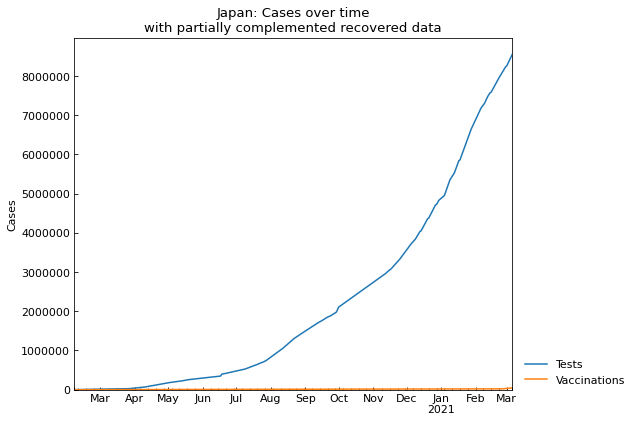 Japan: Cases over time
with partially complemented recovered data
Cases
8000000
7000000
6000000
5000000
4000000
3000000
2000000
1000000
0
Mar Apr May Jun Jul Aug Sep Oct Nov Dec Jan Feb Mar
2021
Tests
Vaccinations